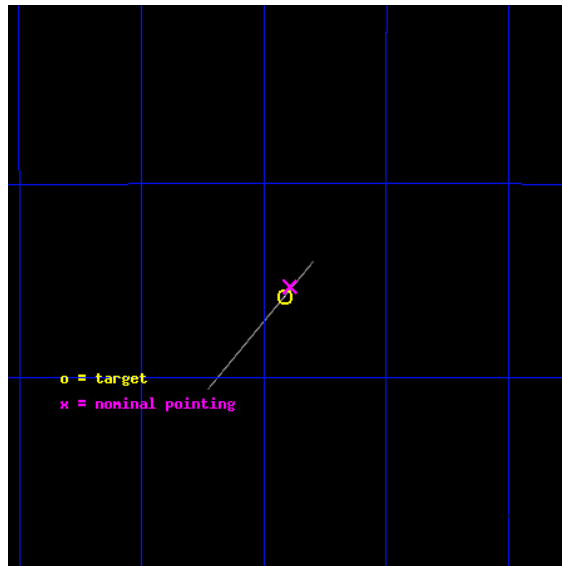 o = target
x = nominal pointing